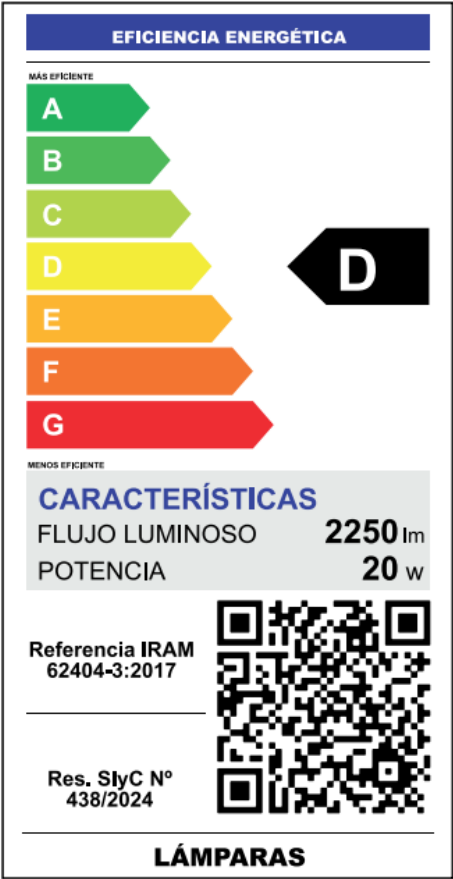 EFICIENCIA ENERGÉTICA
MÁS EFICIENTE
A
B
C
D
D
E
F
G
MENOS EFICIENTE
CARACTERÍSTICAS
FLUJO LUMINOSO 2250 lm
POTENCIA 20 W
Referencia IRAM
62404-3:2017
Res. SIyC Nº
438/2024
LÁMPARAS